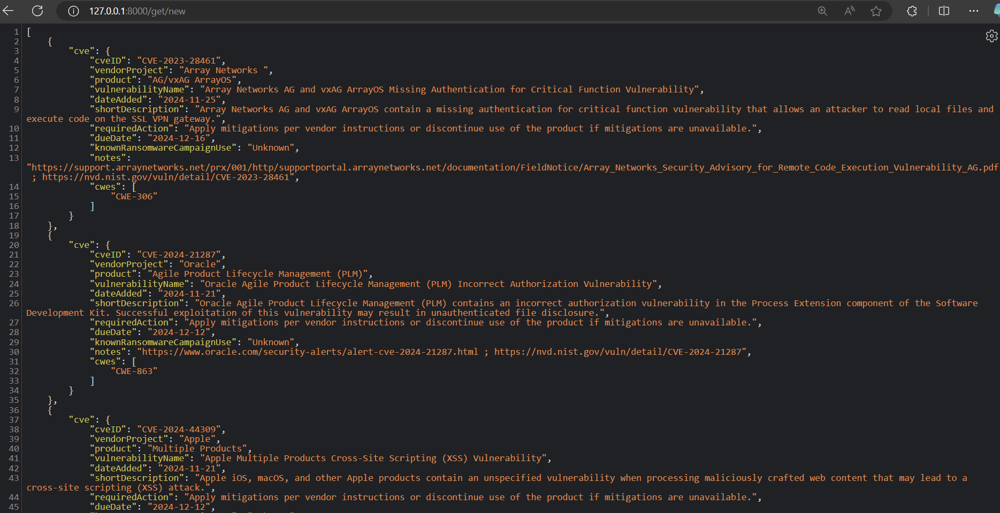 127.0.0.1:8000/get/new
1 [
2 {
3 "cve": {
4 "cveID": "CVE-2023-28461",
5 "vendorProject": "Array Networks ",
6 "product": "AG/vxAG ArrayOS",
7 "vulnerabilityName": "Array Networks AG and vxAG ArrayOS Missing Authentication for Critical Function Vulnerability",
8 "dateAdded": "2024-11-25",
9 "shortDescription": "Array Networks AG and vxAG ArrayOS contain a missing authentication for critical function vulnerability that allows an attacker to read local files and
execute code on the SSL VPN gateway.",
10 "requiredAction": "Apply mitigations per vendor instructions or discontinue use of the product if mitigations are unavailable.",
11 "dueDate": "2024-12-16",
12 "knownRansomwareCampaignUse": "Unknown",
13 "notes":
"https://support.arraynetworks.net/prx/001/http/supportportal.arraynetworks.net/documentation/FieldNotice/Array_Networks_Security_Advisory_for_Remote_Code_Execution_Vulnerability_AG.pdf
; https://nvd.nist.gov/vuln/detail/CVE-2023-28461",
14 "cwes": [
15 "CWE-306"
16 ]
17 }
18 },
19 {
20 "cve": {
21 "cveID": "CVE-2024-21287",
22 "vendorProject": "Oracle",
23 "product": "Agile Product Lifecycle Management (PLM)",
24 "vulnerabilityName": "Oracle Agile Product Lifecycle Management (PLM) Incorrect Authorization Vulnerability",
25 "dateAdded": "2024-11-21",
26 "shortDescription": "Oracle Agile Product Lifecycle Management (PLM) contains an incorrect authorization vulnerability in the Process Extension component of the Software
Development Kit. Successful exploitation of this vulnerability may result in unauthenticated file disclosure.",
27 "requiredAction": "Apply mitigations per vendor instructions or discontinue use of the product if mitigations are unavailable.",
28 "dueDate": "2024-12-12",
29 "knownRansomwareCampaignUse": "Unknown",
30 "notes": "https://www.oracle.com/security-alerts/alert-cve-2024-21287.html ; https://nvd.nist.gov/vuln/detail/CVE-2024-21287",
31 "cwes": [
32 "CWE-863"
33 ]
34 }
35 },
36 {
37 "cve": {
38 "cveID": "CVE-2024-44309",
39 "vendorProject": "Apple",
40 "product": "Multiple Products",
41 "vulnerabilityName": "Apple Multiple Products Cross-Site Scripting (XSS) Vulnerability",
42 "dateAdded": "2024-11-21",
43 "shortDescription": "Apple iOS, macOS, and other Apple products contain an unspecified vulnerability when processing maliciously crafted web content that may lead to a
cross-site scripting (XSS) attack.",
44 "requiredAction": "Apply mitigations per vendor instructions or discontinue use of the product if mitigations are unavailable.",
45 "dueDate": "2024-12-12",